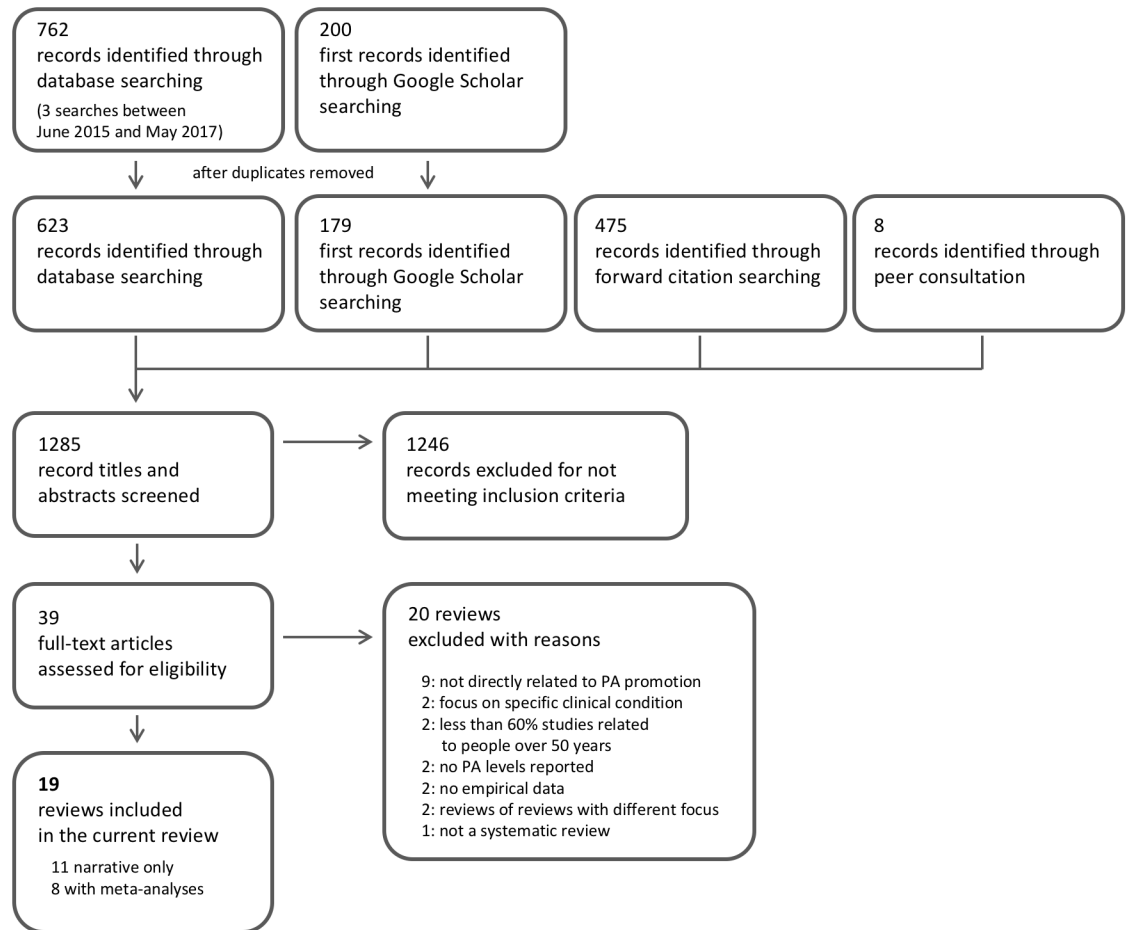 762
records identified through
database searching
(3 searches between
June 2015 and May 2017)
200
first records identified
through Google Scholar
searching
after duplicates removed
623
records identified through
database searching
179
first records identified
through Google Scholar
searching
475
records identified through
forward citation searching
8
records identified through
peer consultation
1285
record titles and
abstracts screened
1246
records excluded for not
meeting inclusion criteria
39
full-text articles
assessed for eligibility
20 reviews
excluded with reasons
9: not directly related to PA promotion
2: focus on specific clinical condition
2: less than 60% studies related
to people over 50 years
2: no PA levels reported
2: no empirical data
2: reviews of reviews with different focus
1: not a systematic review
19
reviews included
in the current review
11 narrative only
8 with meta-analyses